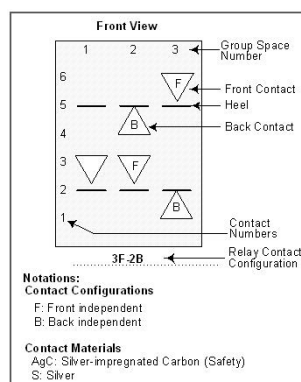 Front View
1 2 3
Group Space
Number
6
F
Front Contact
5
Heel
B
Back Contact
4
3
F
2
B
1
Contact
Numbers
3F-2B
Relay Contact
Configuration
Notations:
Contact Configurations
F: Front independent
B: Back independent
Contact Materials
AgC: Silver-impregnated Carbon (Safety)
S: Silver